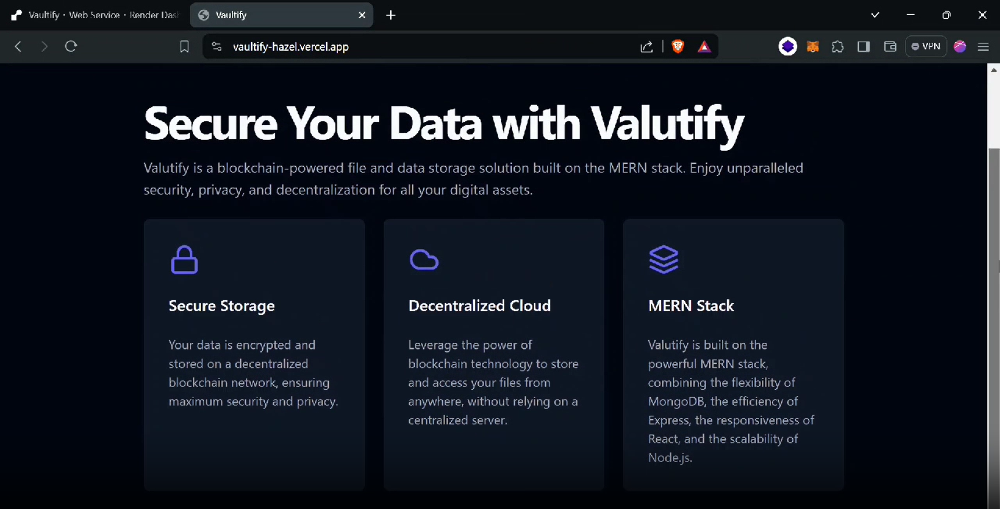 Vaultify · Web Service · Render Dash
Vaultify
vaultify-hazel.vercel.app
VPN
Secure Your Data with Valutify
Valutify is a blockchain-powered file and data storage solution built on the MERN stack. Enjoy unparalleled
security, privacy, and decentralization for all your digital assets.
Secure Storage
Your data is encrypted and
stored on a decentralized
blockchain network, ensuring
maximum security and privacy.
Decentralized Cloud
Leverage the power of
blockchain technology to store
and access your files from
anywhere, without relying on a
centralized server.
MERN Stack
Valutify is built on the
powerful MERN stack,
combining the flexibility of
MongoDB, the efficiency of
Express, the responsiveness of
React, and the scalability of
Node.js.